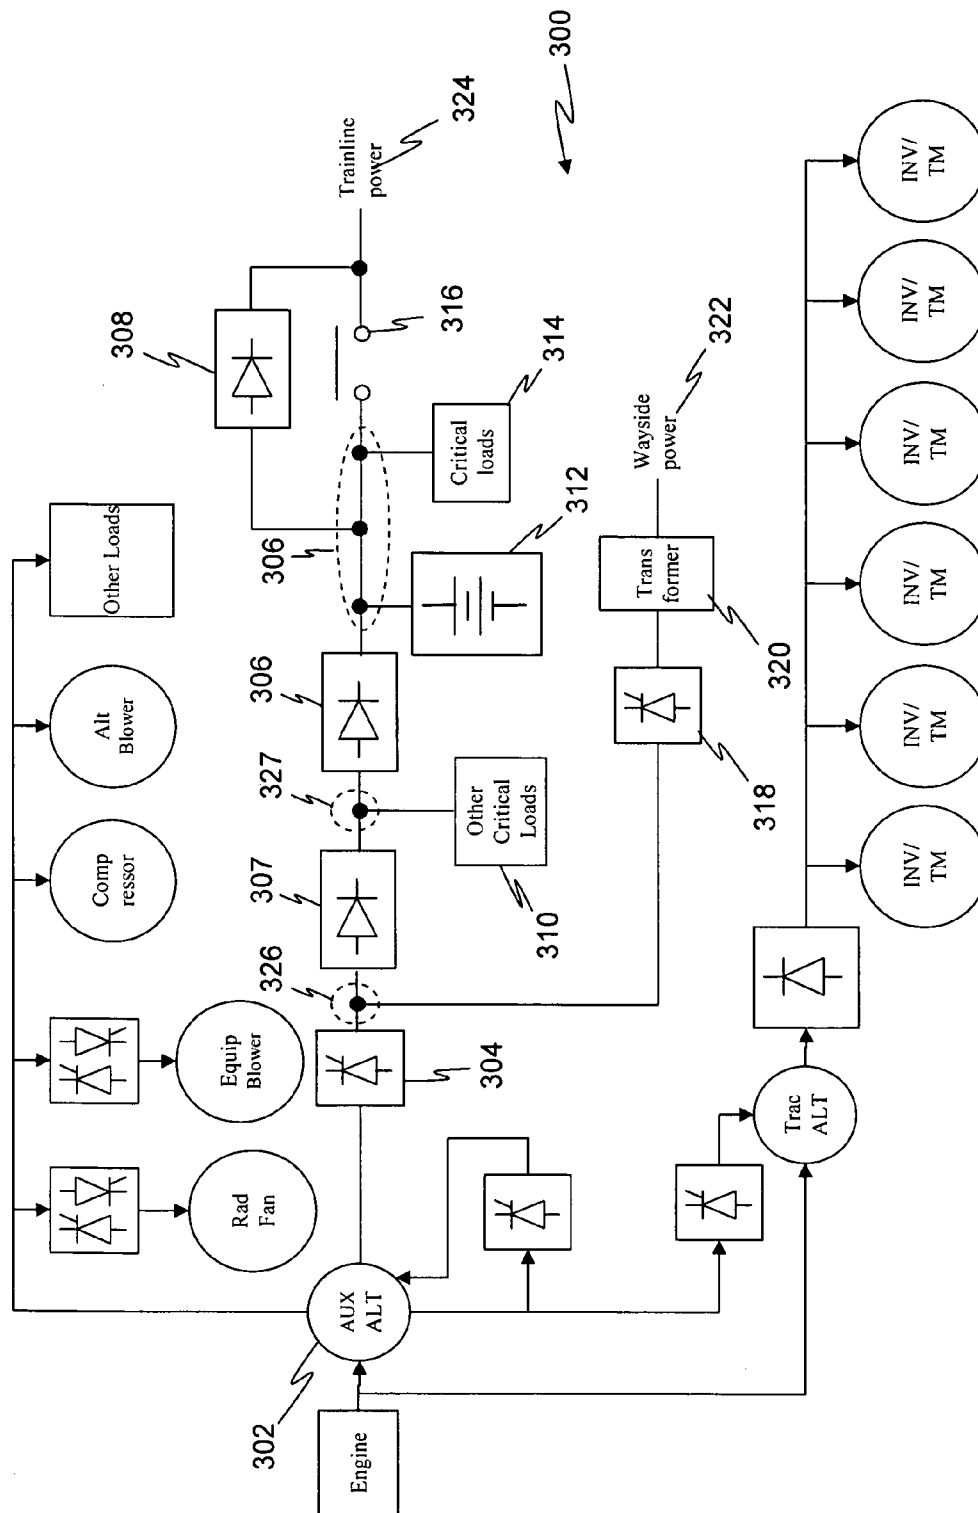 300
Trainline
power
324
308
316
Critical
loads
314
306
312
Wayside
power
322
Trans
former
320
318
306
327
307
326
Other
Critical
Loads
310
304
Other Loads
Alt
Blower
Comp
ressor
Equip
Blower
Rad
Fan
AUX
ALT
302
Engine
Trac
ALT
INV/
TM
INV/
TM
INV/
TM
INV/
TM
INV/
TM
INV/
TM